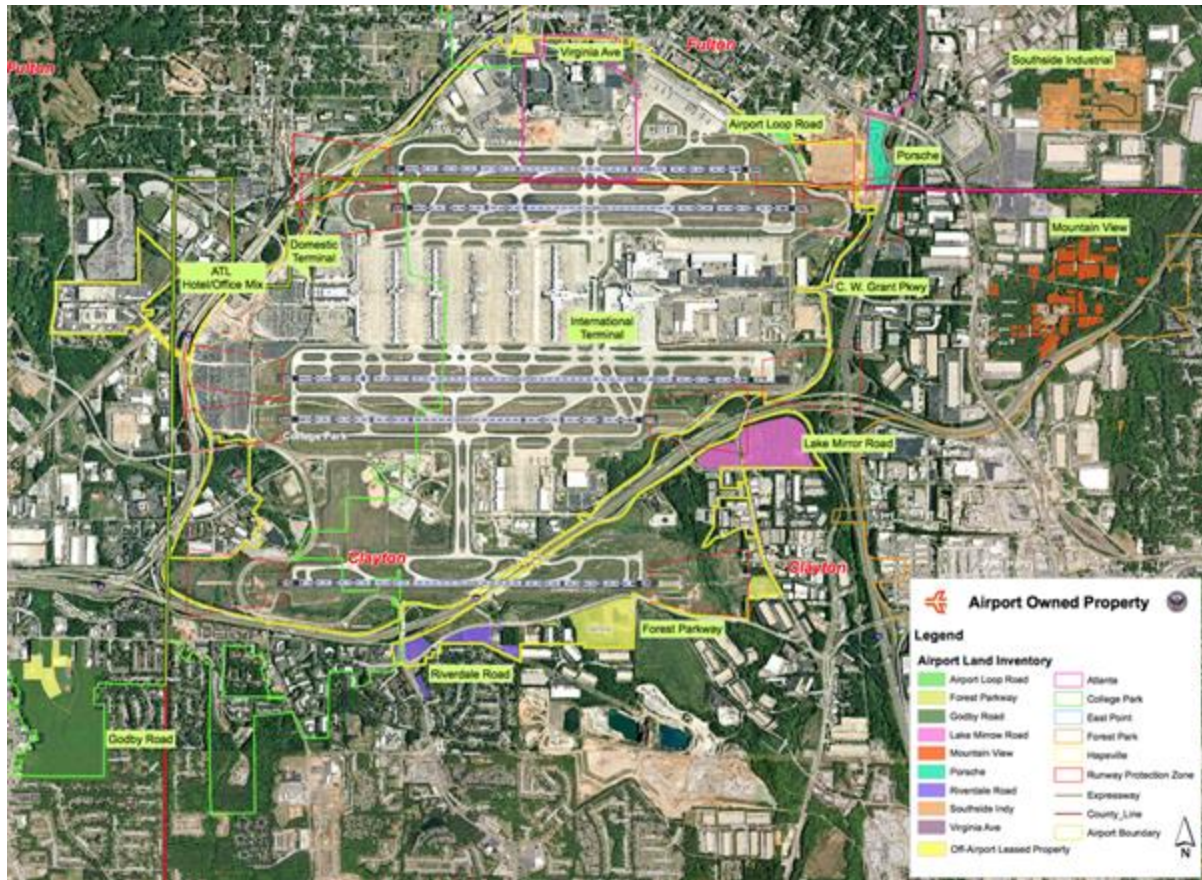 Fulton
Virginia Ave
Fulton
Southside Industrial
Airport Loop Road
Porsche
Mountain View
Domestic
Terminal
ATL
Hotel/Office Mix
C. W. Grant Pkwy
International
Terminal
College Park
Lake Mirror Road
Clayton
Clayton
Forest Parkway
Riverdale Road
Godby Road
Airport Owned Property
Legend
Airport Land Inventory
Airport Loop Road
Forest Parkway
Godby Road
Lake Mirrow Road
Mountain View
Porsche
Riverdale Road
Southside Indy
Virginia Ave
Off-Airport Leased Property
Atlanta
College Park
East Point
Forest Park
Hapeville
Runway Protection Zone
Expressway
County_Line
Airport Boundary
N